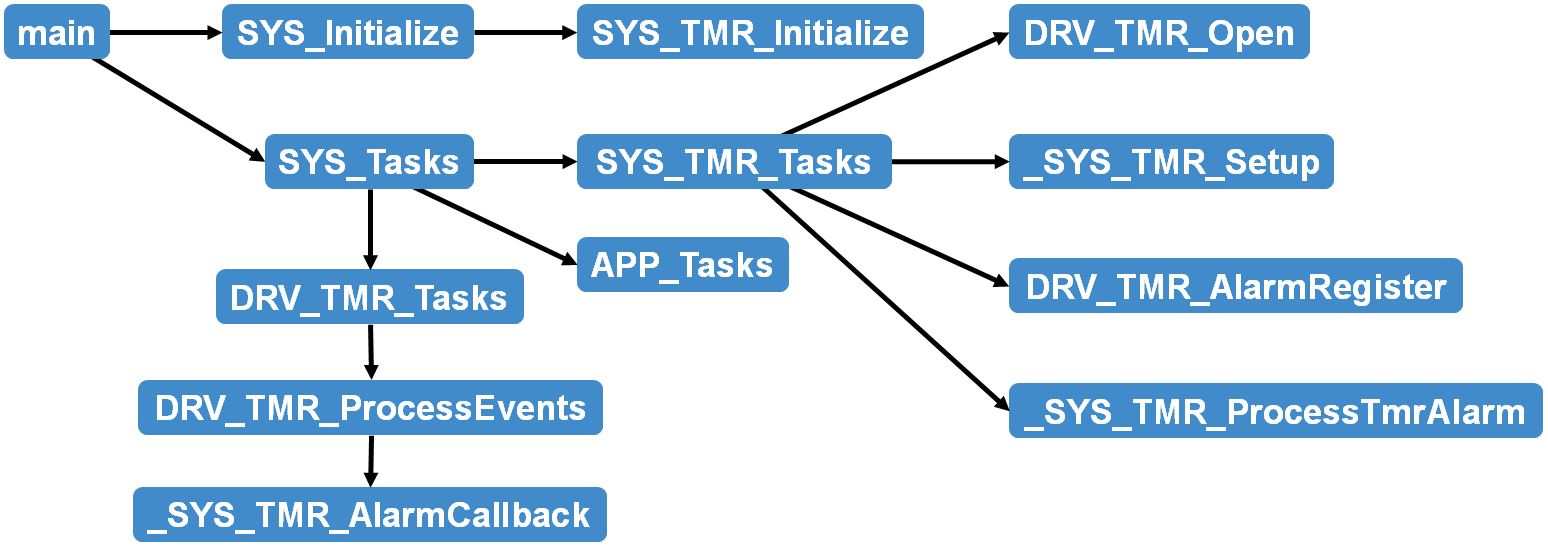 main
SYS_Initialize
SYS_TMR_Initialize
DRV_TMR_Open
SYS_Tasks
SYS_TMR_Tasks
_SYS_TMR_Setup
APP_Tasks
DRV_TMR_AlarmRegister
DRV_TMR_Tasks
DRV_TMR_ProcessEvents
_SYS_TMR_ProcessTmrAlarm
_SYS_TMR_AlarmCallback